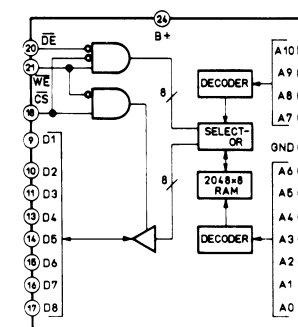 24
B+
20 DE
21 WE
CS
18
9 D1
10 D2
11 D3
13 D4
14 D5
15 D6
16 D7
17 D8
8
8
DECODER
SELECT-
OR
2048×8
RAM
DECODER
A10
A9
A8
A7
GND
A6
A5
A4
A3
A2
A1
A0